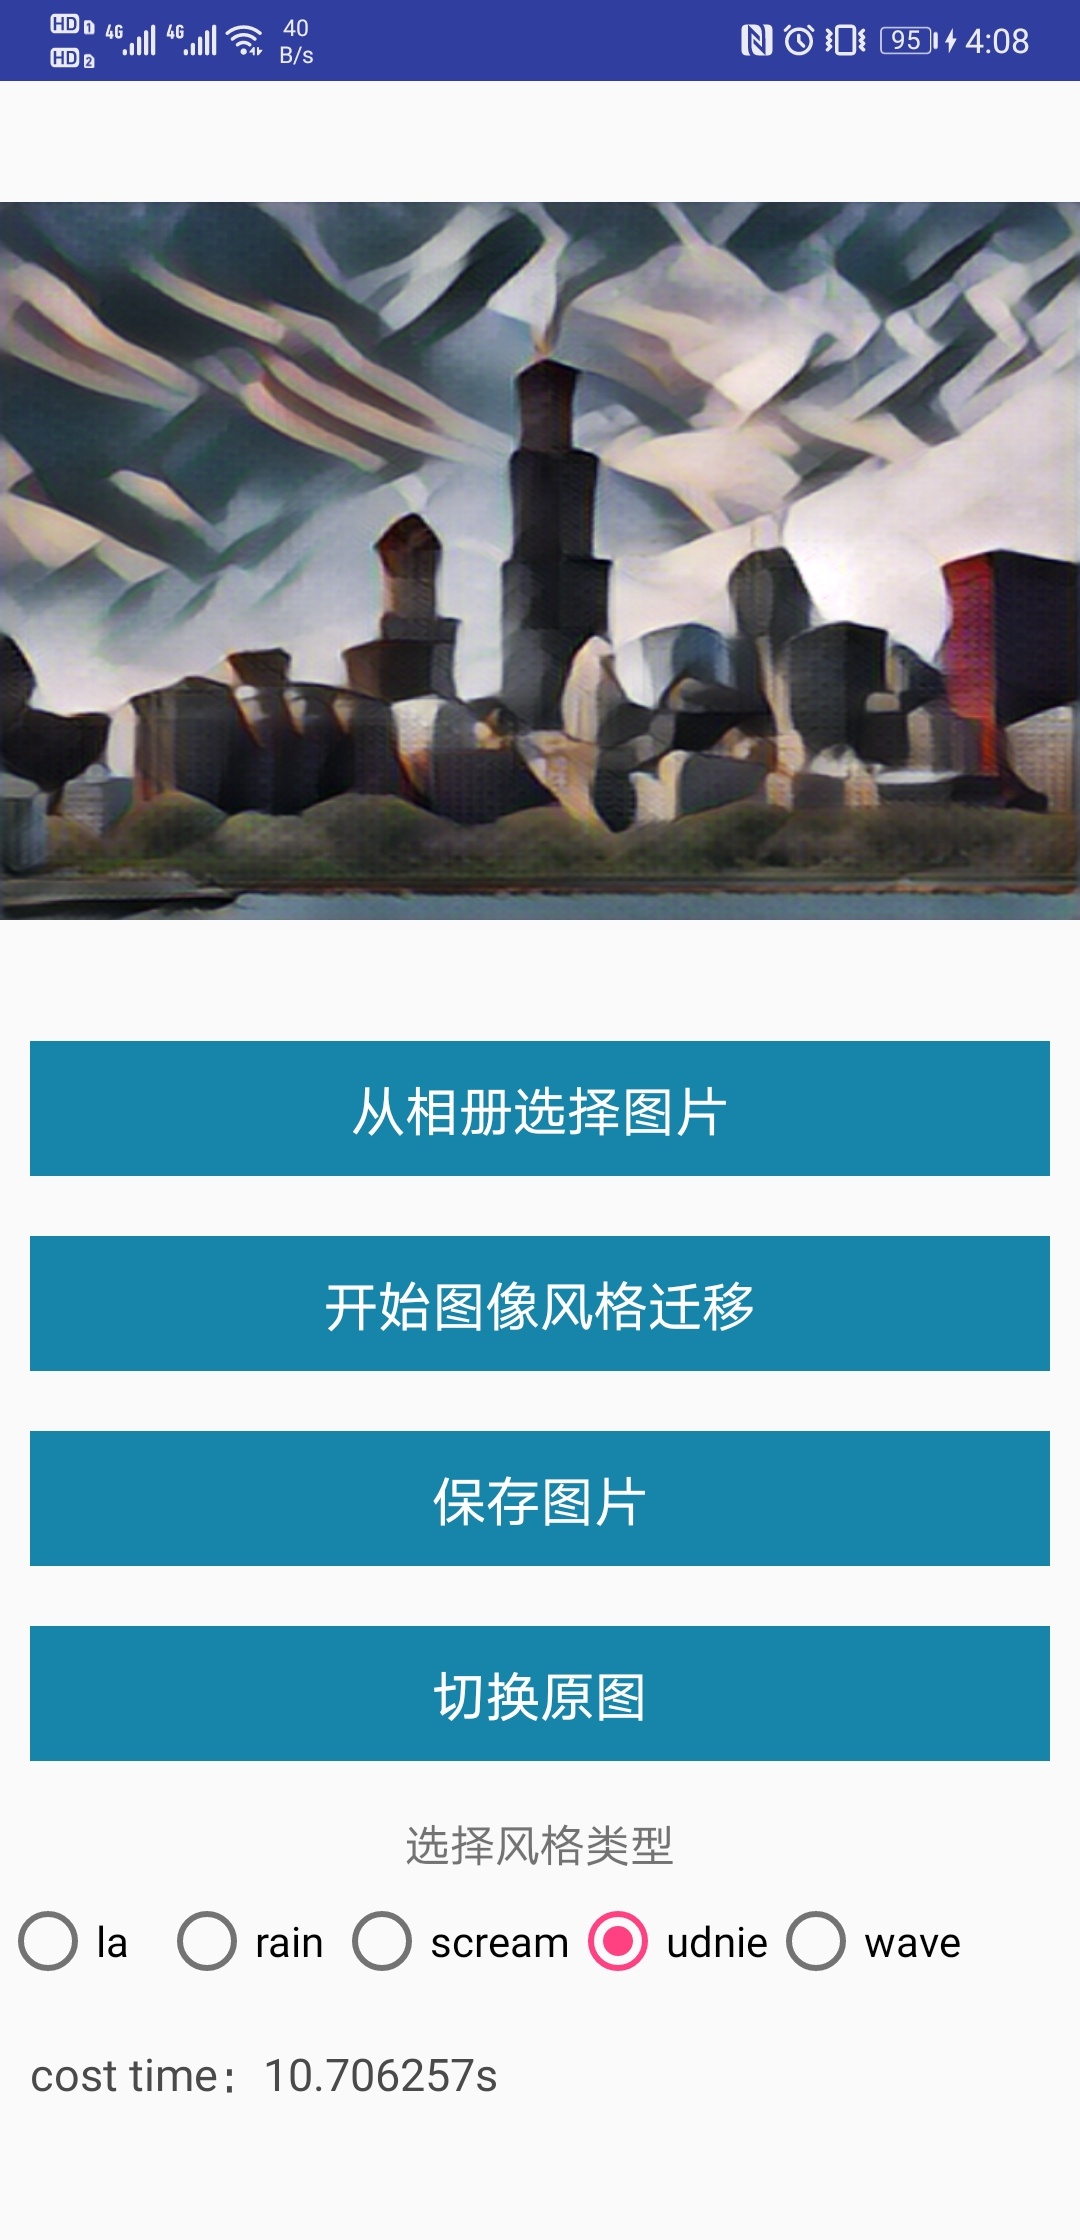 HD 1 4G 4G 40 95 4:08
HD 2 B/s
从相册选择图片
开始图像风格迁移
保存图片
切换原图
选择风格类型
la rain scream udnie wave
cost time：10.706257s